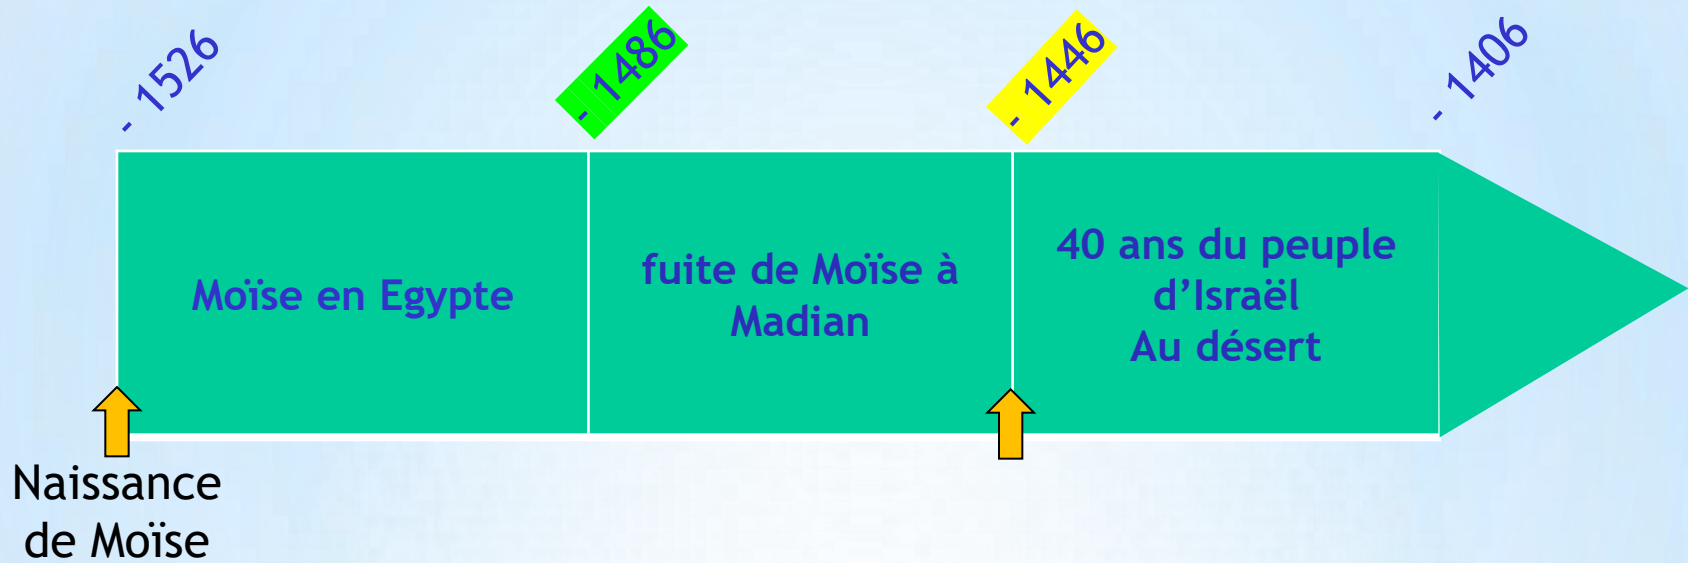 - 1526
- 1486
- 1446
- 1406
Moïse en Egypte
fuite de Moïse à
Madian
40 ans du peuple
d’Israël
Au désert
Naissance
de Moïse